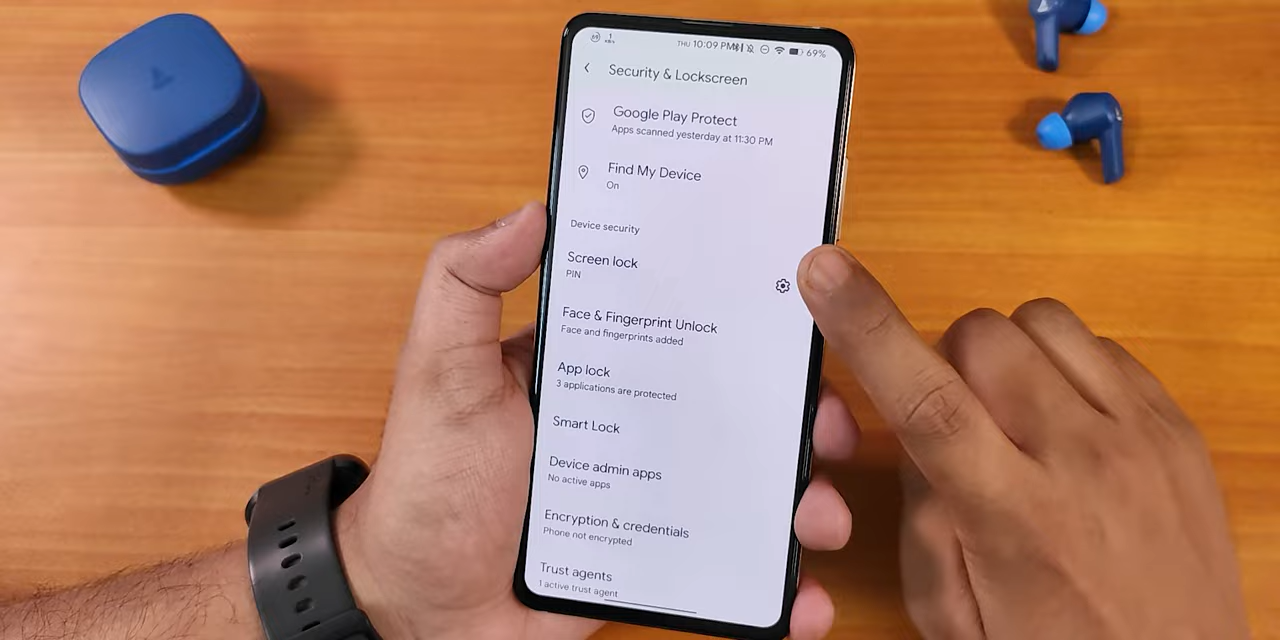 THU 10:09 PM 69%
Security & Lockscreen
Google Play Protect
Apps scanned yesterday at 11:30 PM
Find My Device
On
Device security
Screen lock
PIN
Face & Fingerprint Unlock
Face and fingerprints added
App lock
3 applications are protected
Smart Lock
Device admin apps
No active apps
Encryption & credentials
Phone not encrypted
Trust agents
1 active trust agent